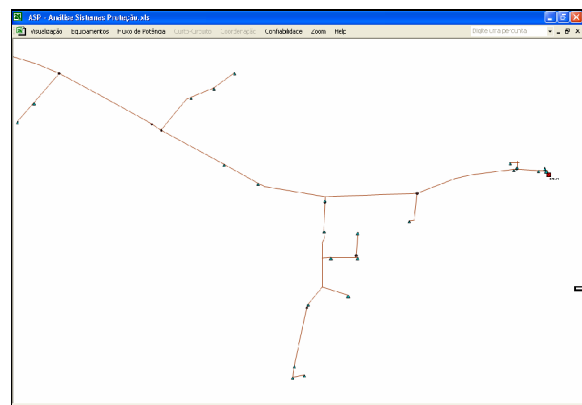 ASP - Análise Sistemas Proteção.xls
Visualização Equipamentos Fluxo de Potência Curto-Circuito Coordenação Confiabilidade Zoom Help Digite uma pergunta